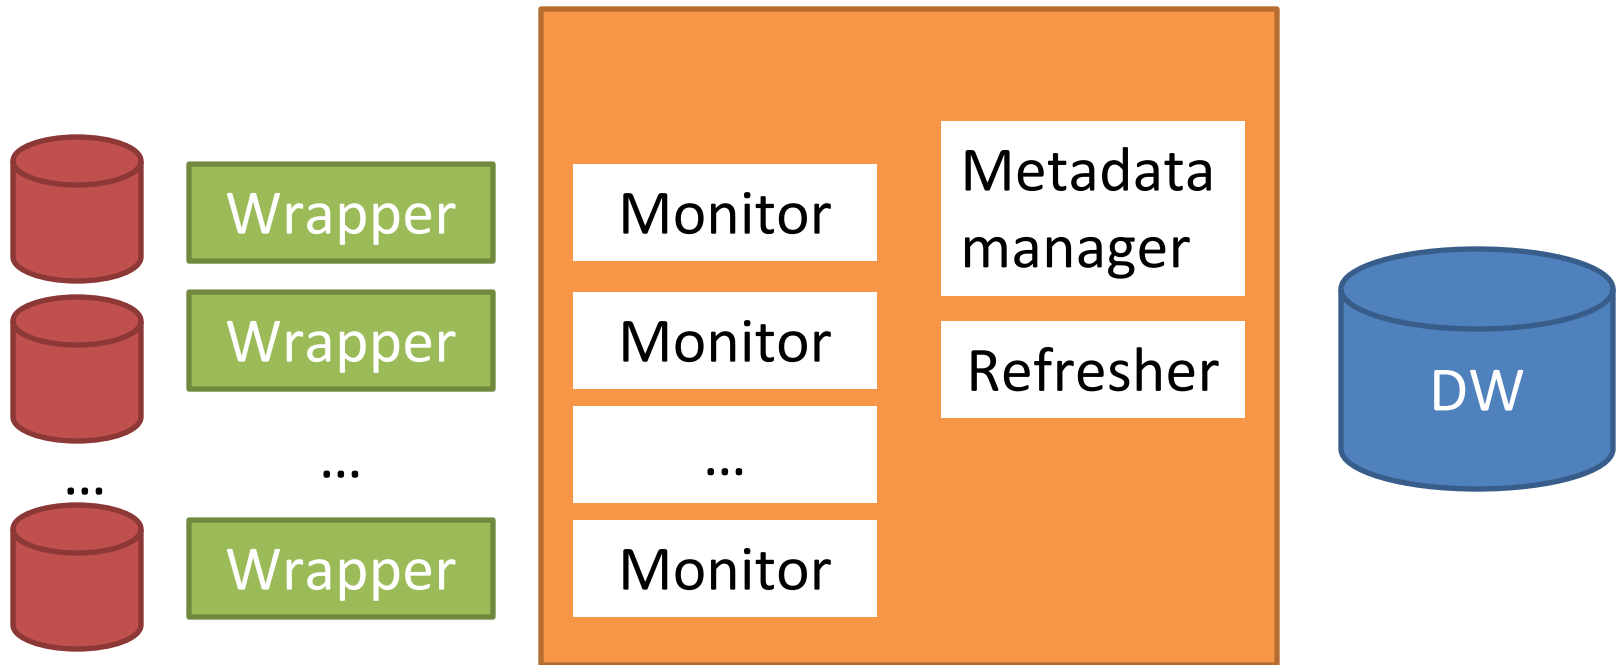 Wrapper
Monitor
Metadata
manager
Wrapper
Monitor
Refresher
DW
...
...
...
Wrapper
Monitor